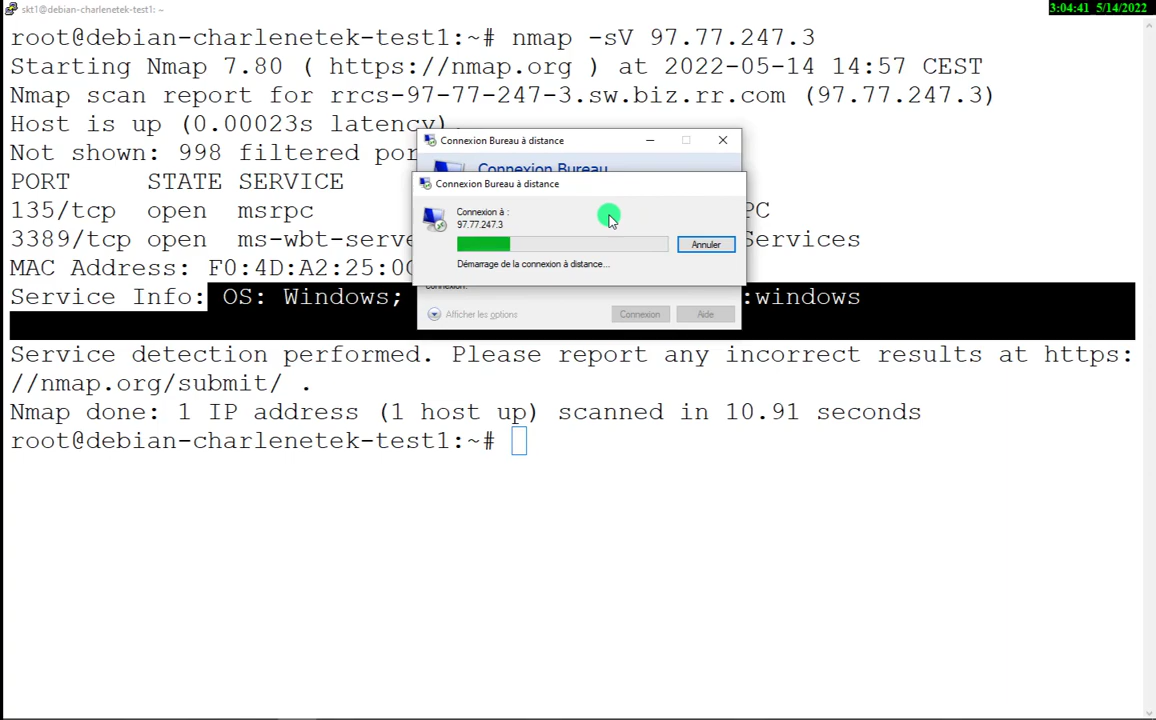 skt1@debian-charlenetek-test1: ~
3:04:41 5/14/2022
root@debian-charlenetek-test1:~# nmap -sV 97.77.247.3
Starting Nmap 7.80 ( https://nmap.org ) at 2022-05-14 14:57 CEST
Nmap scan report for rrcs-97-77-247-3.sw.biz.rr.com (97.77.247.3)
Host is up (0.00023s latency).
Not shown: 998 filtered por
PORT STATE SERVICE
135/tcp open msrpc PC
3389/tcp open ms-wbt-serve Services
MAC Address: F0:4D:A2:25:0
Service Info: OS: Windows; :windows
Service detection performed. Please report any incorrect results at https:
//nmap.org/submit/ .
Nmap done: 1 IP address (1 host up) scanned in 10.91 seconds
root@debian-charlenetek-test1:~#
Connexion Bureau à distance
Connexion Bureau
Connexion Bureau à distance
Connexion à :
97.77.247.3
Annuler
Démarrage de la connexion à distance...
connexion.
Afficher les options
Connexion
Aide